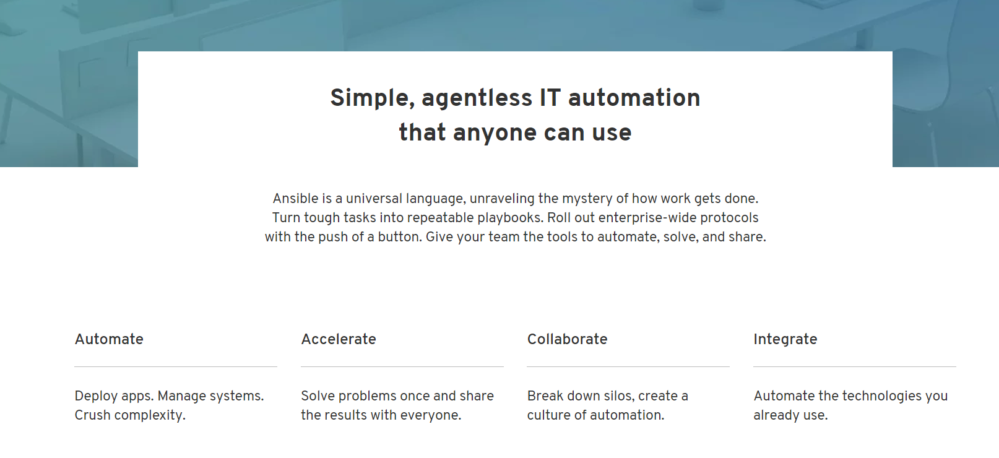 Simple, agentless IT automation
that anyone can use
Ansible is a universal language, unraveling the mystery of how work gets done.
Turn tough tasks into repeatable playbooks. Roll out enterprise-wide protocols
with the push of a button. Give your team the tools to automate, solve, and share.
Automate
Deploy apps. Manage systems.
Crush complexity.
Accelerate
Solve problems once and share
the results with everyone.
Collaborate
Break down silos, create a
culture of automation.
Integrate
Automate the technologies you
already use.